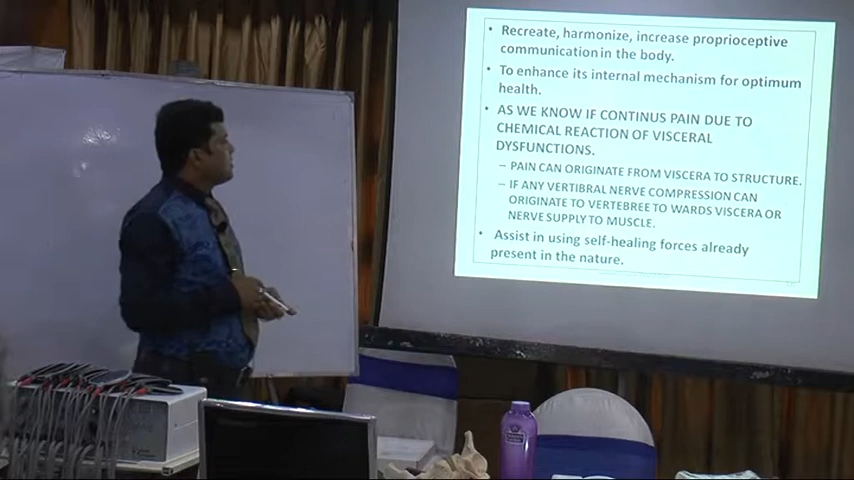 • Recreate, harmonize, increase proprioceptive
communication in the body.
• To enhance its internal mechanism for optimum
health.
• AS WE KNOW IF CONTINUS PAIN DUE TO
CHEMICAL REACTION OF VISCERAL
DYSFUNCTIONS.
– PAIN CAN ORIGINATE FROM VISCERA TO STRUCTURE.
– IF ANY VERTIBRAL NERVE COMPRESSION CAN
ORIGINATE TO VERTEBREE TO WARDS VISCERA OR
NERVE SUPPLY TO MUSCLE.
• Assist in using self-healing forces already
present in the nature.